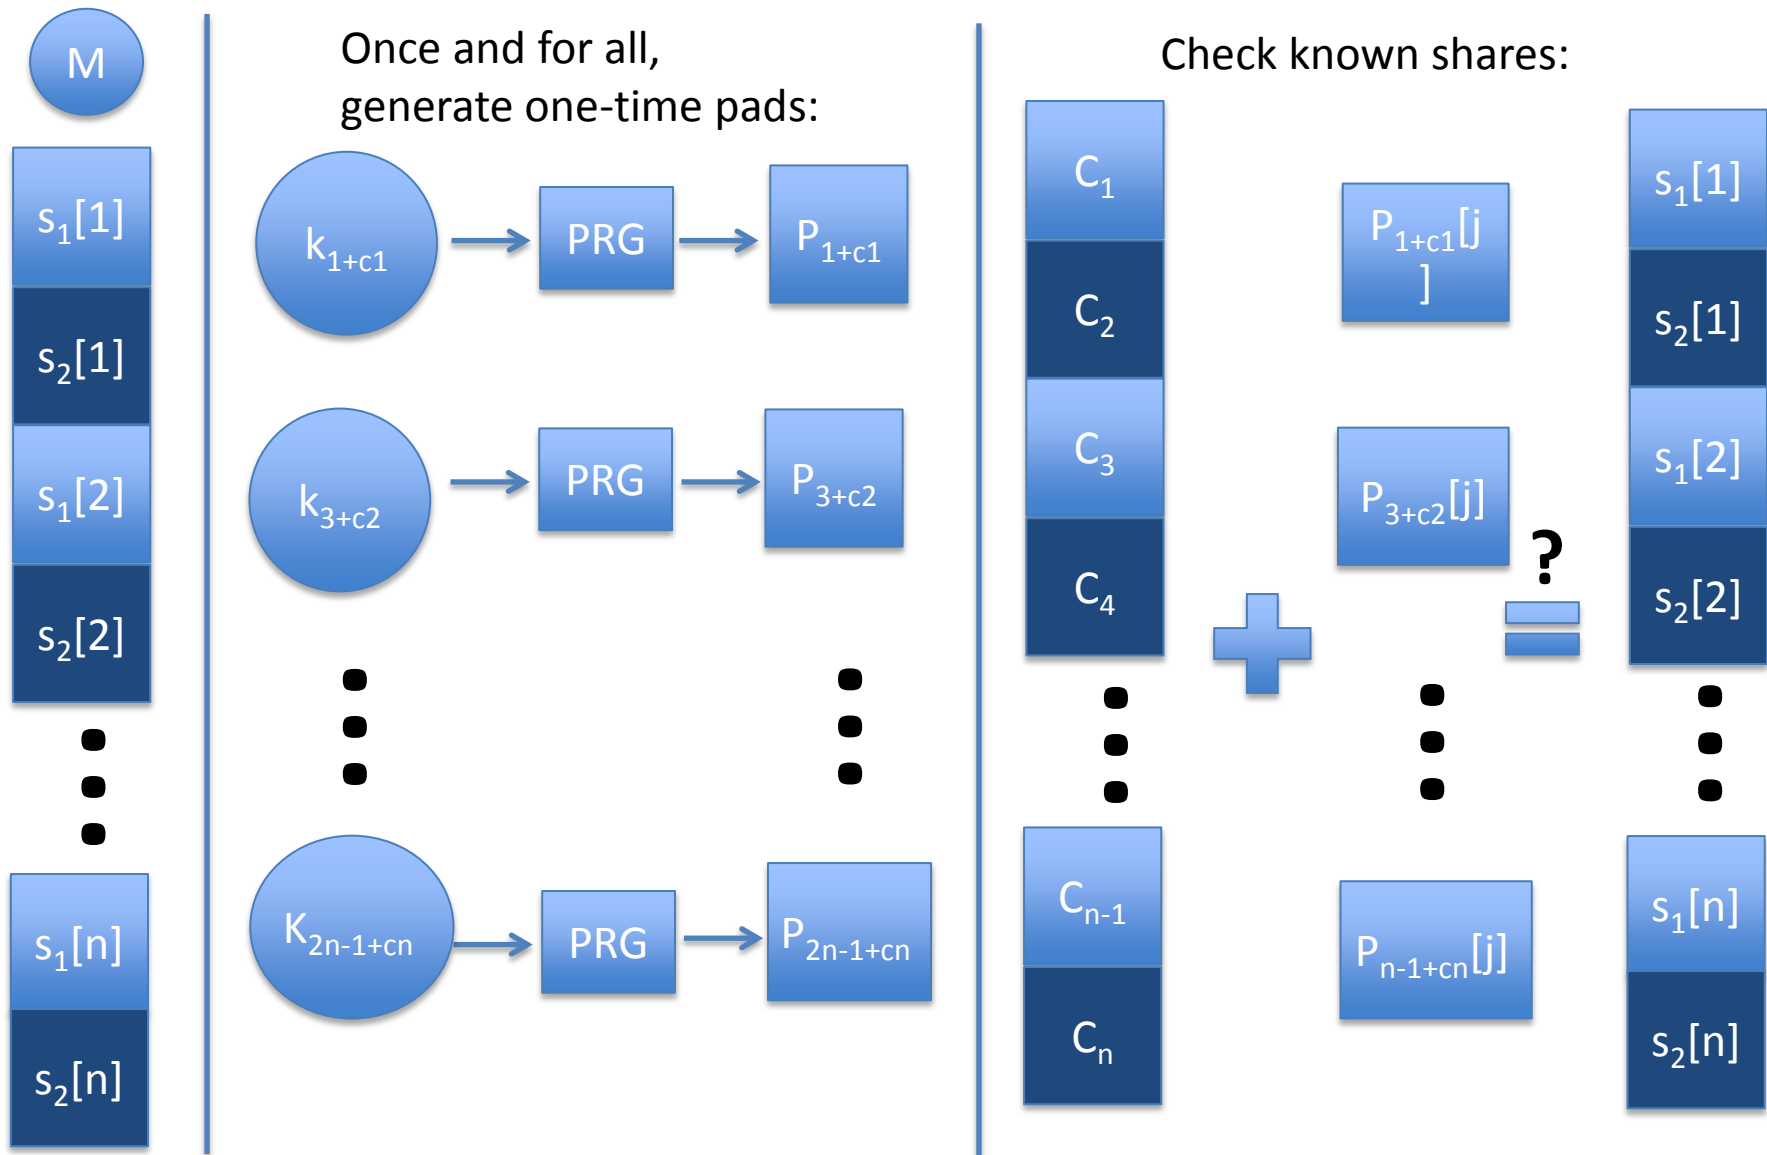 M
s₁[1]
s₂[1]
s₁[2]
s₂[2]
s₁[n]
s₂[n]
Once and for all,
generate one-time pads:
k₁₊c₁ PRG P₁₊c₁
k₃₊c₂ PRG P₃₊c₂
K₂n₋₁₊cn PRG P₂n₋₁₊cn
Check known shares:
C₁
C₂
C₃
C₄
Cn₋₁
Cn
P₁₊c₁[j
]
P₃₊c₂[j]
Pn₋₁₊cn[j]
?
s₁[1]
s₂[1]
s₁[2]
s₂[2]
s₁[n]
s₂[n]